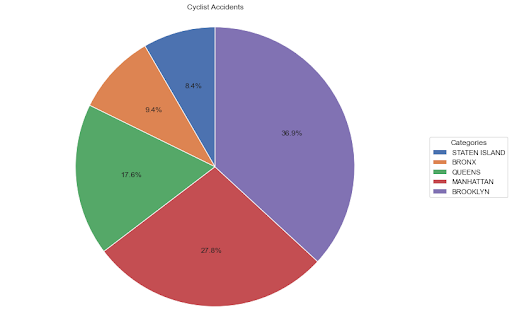 Cyclist Accidents
8.4%
9.4%
36.9%
17.6%
27.8%
Categories
STATEN ISLAND
BRONX
QUEENS
MANHATTAN
BROOKLYN